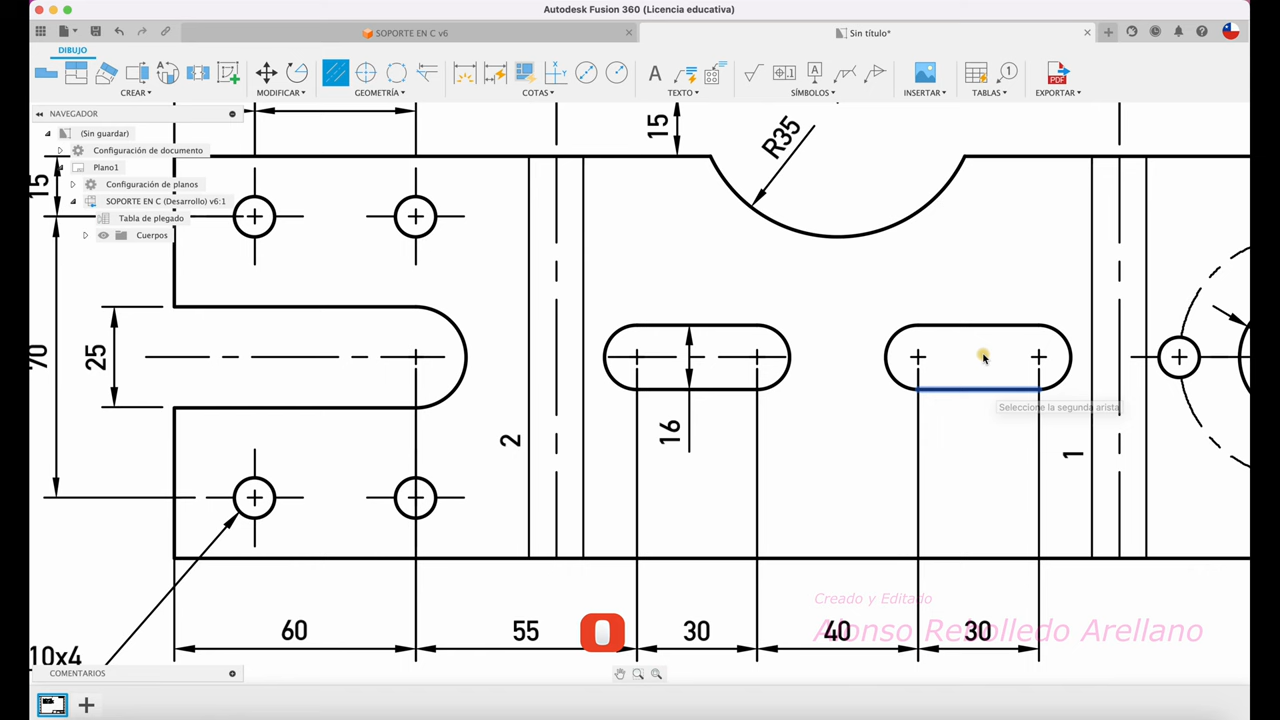 Autodesk Fusion 360 (Licencia educativa)
SOPORTE EN C v6
Sin título*
DIBUJO
CREAR
MODIFICAR
GEOMETRÍA
COTAS
TEXTO
SÍMBOLOS
INSERTAR
TABLAS
EXPORTAR
PDF
NAVEGADOR
(Sin guardar)
Configuración de documento
Plano1
Configuración de planos
SOPORTE EN C (Desarrollo) v6:1
Tabla de plegado
Cuerpos
15
15
R35
70
25
16
2
1
Seleccione la segunda arista
60
55
30
40
30
10x4
Creado y Editado
Alonso Rebolledo Arellano
COMENTARIOS